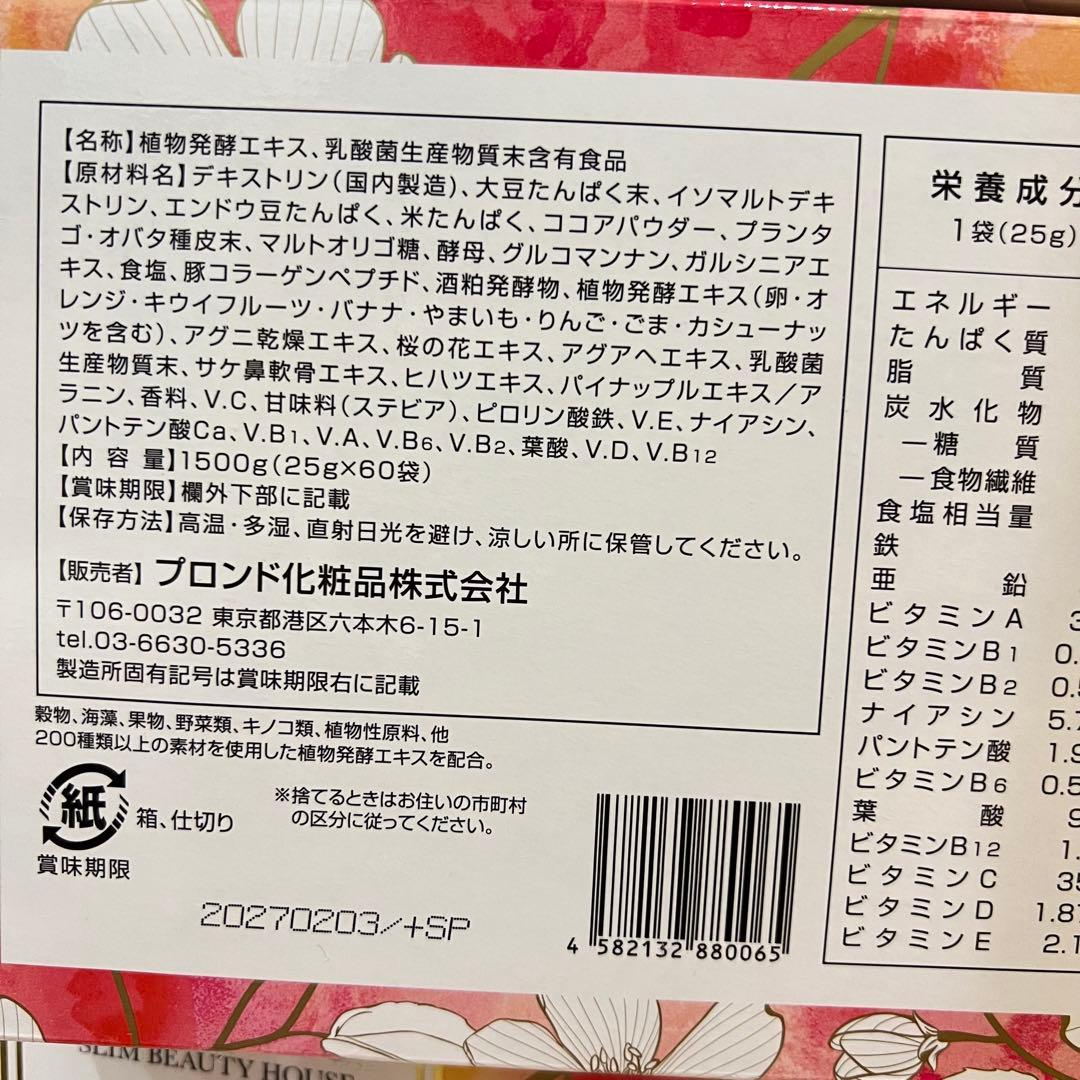 【名称】植物発酵エキス、乳酸菌生産物質末含有食品
【原材料名】デキストリン（国内製造）、大豆たんぱく末、イソマルトデキ
ストリン、エンドウ豆たんぱく、米たんぱく、ココアパウダー、プランタ
ゴ・オバタ種皮末、マルトオリゴ糖、酵母、グルコマンナン、ガルシニアエ
キス、食塩、豚コラーゲンペプチド、酒粕発酵物、植物発酵エキス（卵・オ
レンジ・キウイフルーツ・バナナ・やまいも・りんご・ごま・カシューナッ
ツを含む）、アグニ乾燥エキス、桜の花エキス、アグアヘエキス、乳酸菌
生産物質末、サケ鼻軟骨エキス、ヒハツエキス、パイナップルエキス／ア
ラニン、香料、V.C、甘味料（ステビア）、ピロリン酸鉄、V.E、ナイアシン、
パントテン酸Ca、V.B1、V.A、V.B6、V.B2、葉酸、V.D、V.B12
【内容量】1500g（25g×60袋）
【賞味期限】欄外下部に記載
【保存方法】高温・多湿、直射日光を避け、涼しい所に保管してください。
【販売者】プロンド化粧品株式会社
〒106-0032 東京都港区六本木6-15-1
tel.03-6630-5336
製造所固有記号は賞味期限右に記載
穀物、海藻、果物、野菜類、キノコ類、植物性原料、他
200種類以上の素材を使用した植物発酵エキスを配合。
紙 箱、仕切り
※捨てるときはお住いの市町村
の区分に従ってください。
賞味期限
20270203/+SP
4 582132 880065
栄養成分
1袋（25g）
エネルギー
たんぱく質
脂質
炭水化物
－糖質
－食物繊維
食塩相当量
鉄
亜鉛
ビタミンA 3
ビタミンB1 0.
ビタミンB2 0.5
ナイアシン 5.7
パントテン酸 1.9
ビタミンB6 0.5
葉酸 9
ビタミンB12 1.
ビタミンC 35
ビタミンD 1.87
ビタミンE 2.1
SLIM BEAUTY HOUSE